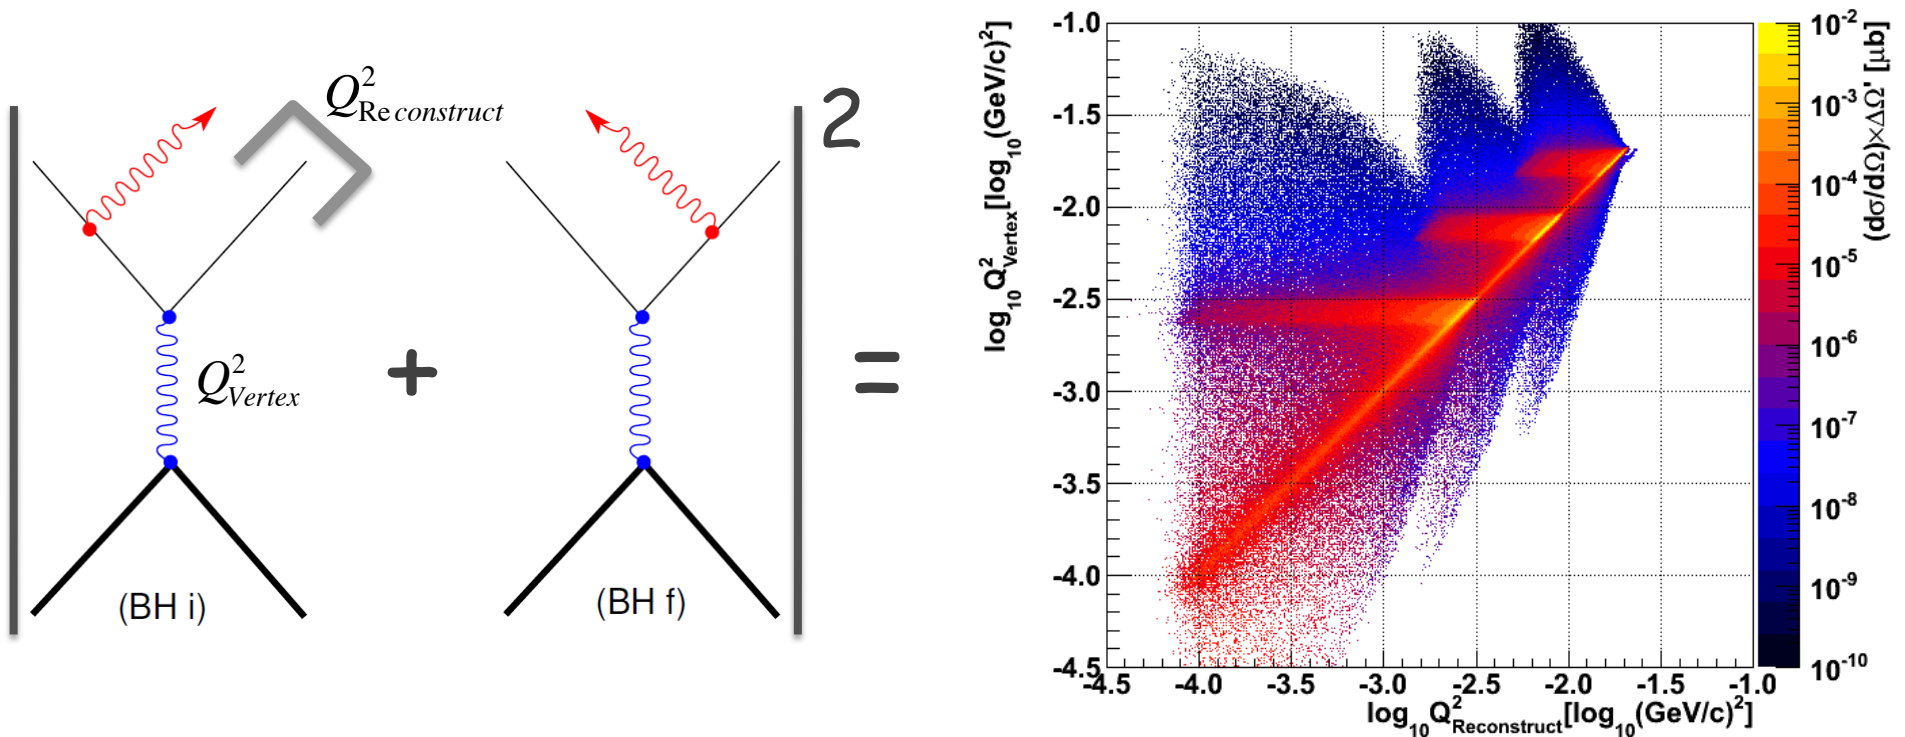 Q²Reconstruct
2
Q²Vertex
+
=
(BH i)
(BH f)
log₁₀Q²Vertex[log₁₀(GeV/c)²]
-1.0
-1.5
-2.0
-2.5
-3.0
-3.5
-4.0
-4.5
-4.5 -4.0 -3.5 -3.0 -2.5 -2.0 -1.5 -1.0
log₁₀Q²Reconstruct[log₁₀(GeV/c)²]
10⁻²
10⁻³
10⁻⁴
10⁻⁵
10⁻⁶
10⁻⁷
10⁻⁸
10⁻⁹
10⁻¹⁰
(dσ/dΩ)×ΔΩ' [μb]